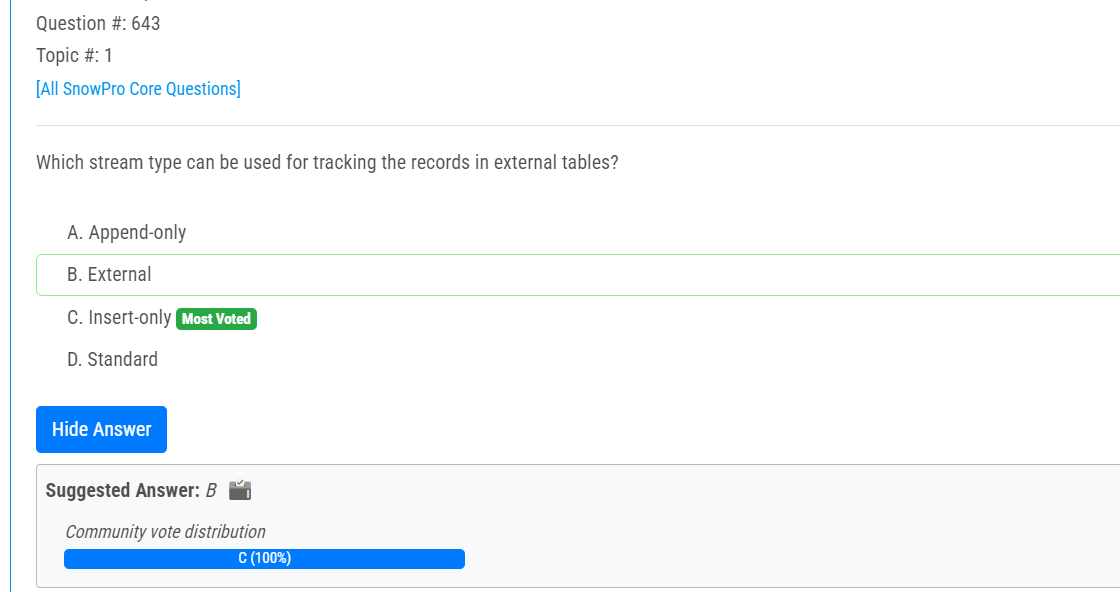 Question #: 643
Topic #: 1
[All SnowPro Core Questions]
Which stream type can be used for tracking the records in external tables?
A. Append-only
B. External
C. Insert-only Most Voted
D. Standard
Hide Answer
Suggested Answer: B
Community vote distribution
C (100%)